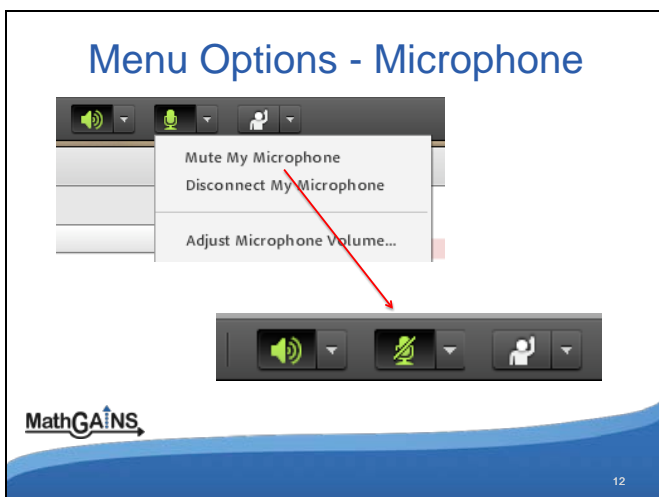 Menu Options - Microphone
Mute My Microphone
Disconnect My Microphone
Adjust Microphone Volume...
MathGAINS
12